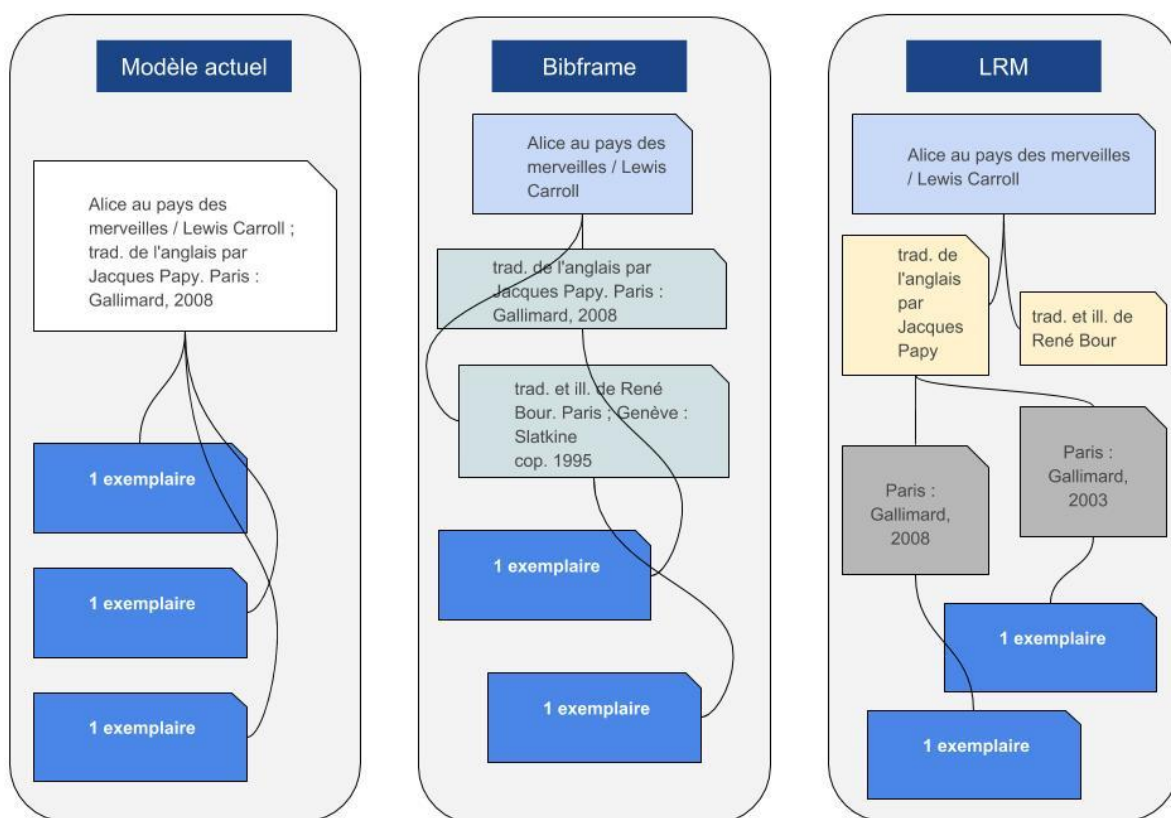 Modèle actuel
Alice au pays des
merveilles / Lewis Carroll ;
trad. de l'anglais par
Jacques Papy. Paris :
Gallimard, 2008
1 exemplaire
1 exemplaire
1 exemplaire
Bibframe
Alice au pays des
merveilles / Lewis
Carroll
trad. de l'anglais par
Jacques Papy. Paris :
Gallimard, 2008
trad. et ill. de René
Bour. Paris ; Genève :
Slatkine
cop. 1995
1 exemplaire
1 exemplaire
LRM
Alice au pays des merveilles
/ Lewis Carroll
trad. de
l'anglais
par
Jacques
Papy
trad. et ill. de
René Bour
Paris :
Gallimard,
2008
Paris :
Gallimard,
2003
1 exemplaire
1 exemplaire